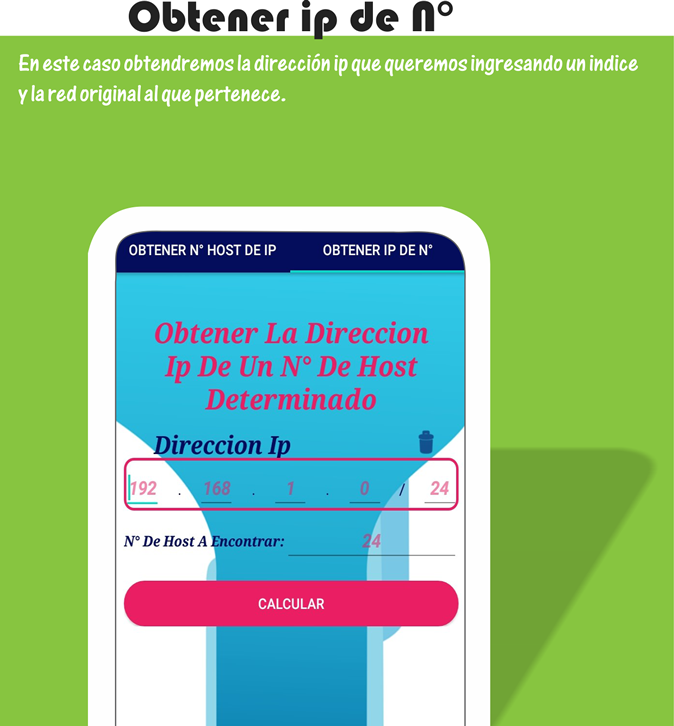 Obtener ip de N°
En este caso obtendremos la dirección ip que queremos ingresando un indice
y la red original al que pertenece.
OBTENER N° HOST DE IP OBTENER IP DE N°
Obtener La Direccion
Ip De Un N° De Host
Determinado
Direccion Ip
192 . 168 . 1 . 0 / 24
N° De Host A Encontrar: 24
CALCULAR